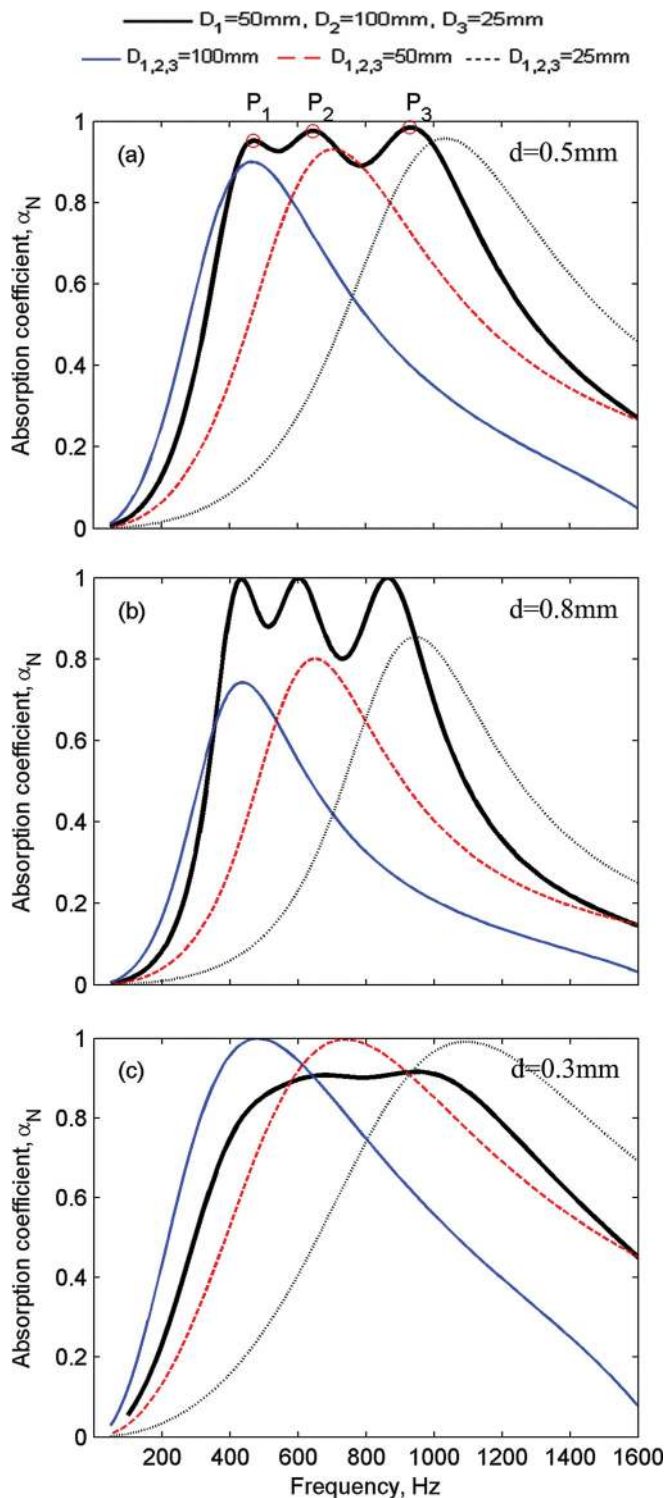 D₁=50mm, D₂=100mm, D₃=25mm
D₁,₂,₃=100mm D₁,₂,₃=50mm D₁,₂,₃=25mm
P₁ P₂ P₃
1
(a) d=0.5mm
0.8
0.6
0.4
0.2
0
Absorption coefficient, α_N
1
(b) d=0.8mm
0.8
0.6
0.4
0.2
0
Absorption coefficient, α_N
1
(c) d=0.3mm
0.8
0.6
0.4
0.2
0
Absorption coefficient, α_N
200 400 600 800 1000 1200 1400 1600
Frequency, Hz